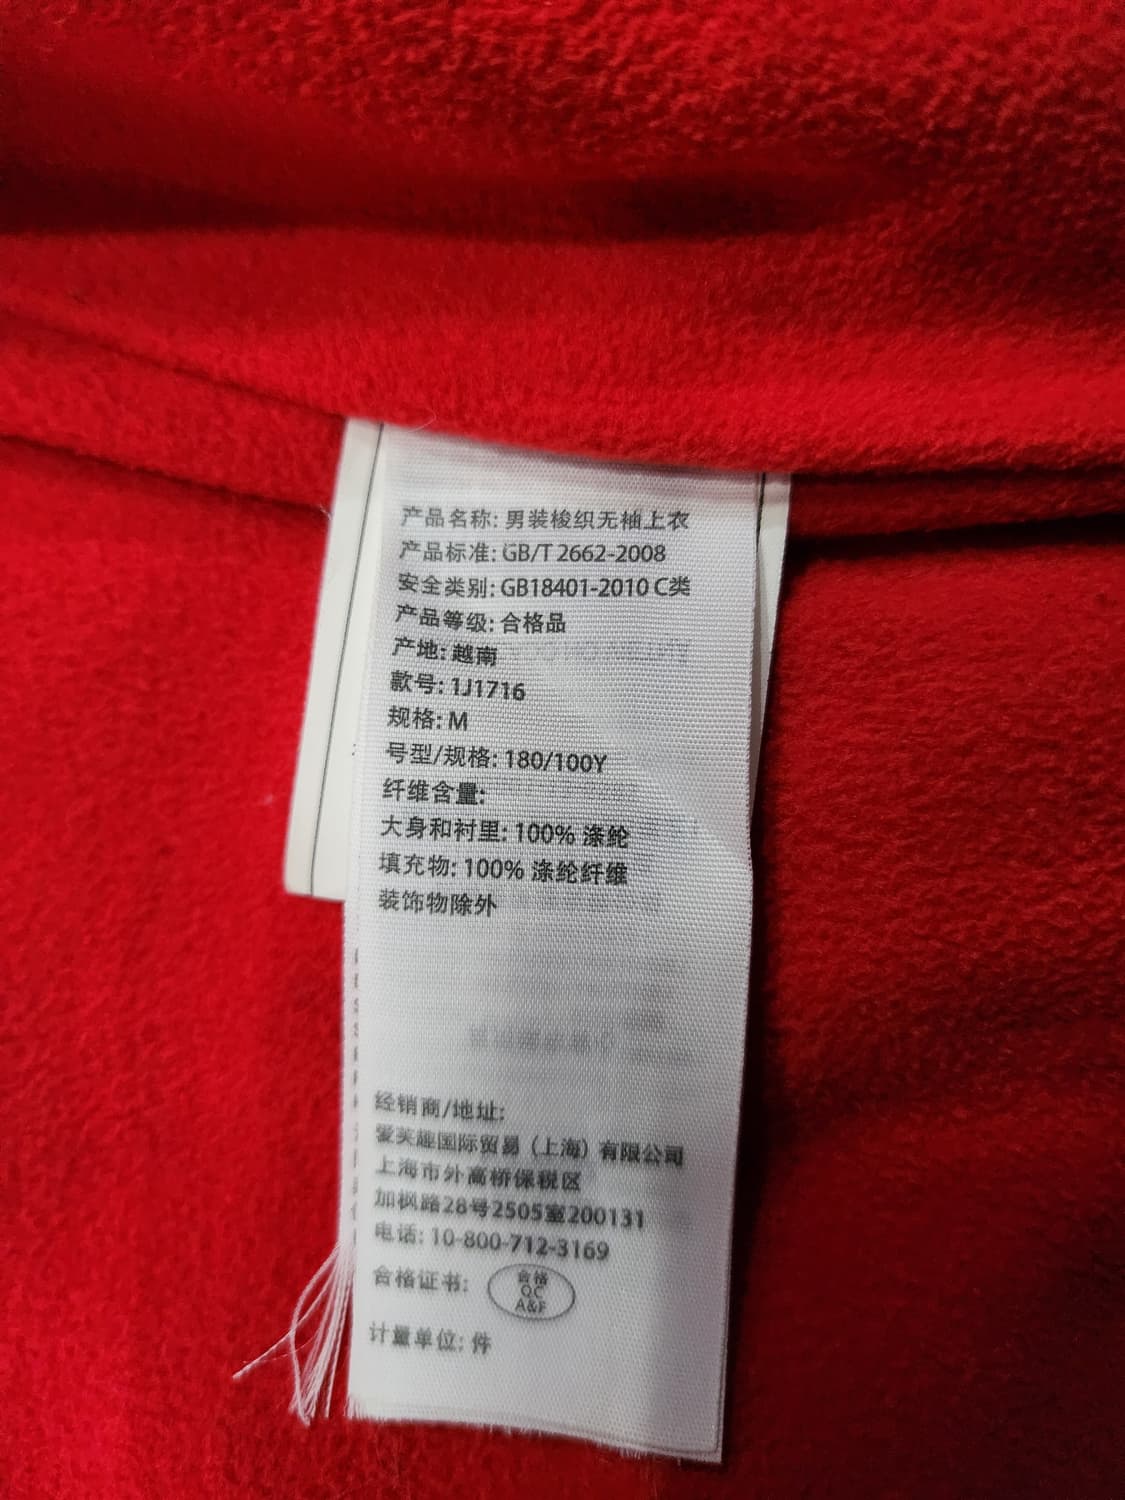 产品名称: 男装梭织无袖上衣
产品标准: GB/T 2662-2008
安全类别: GB18401-2010 C类
产品等级: 合格品
产地: 越南
款号: 1J1716
规格: M
号型/规格: 180/100Y
纤维含量:
大身和衬里: 100% 涤纶
填充物: 100% 涤纶纤维
装饰物除外
经销商/地址:
爱芙趣国际贸易（上海）有限公司
上海市外高桥保税区
加枫路28号2505室200131
电话: 10-800-712-3169
合格证书:
合格
QC
A&F
计量单位: 件